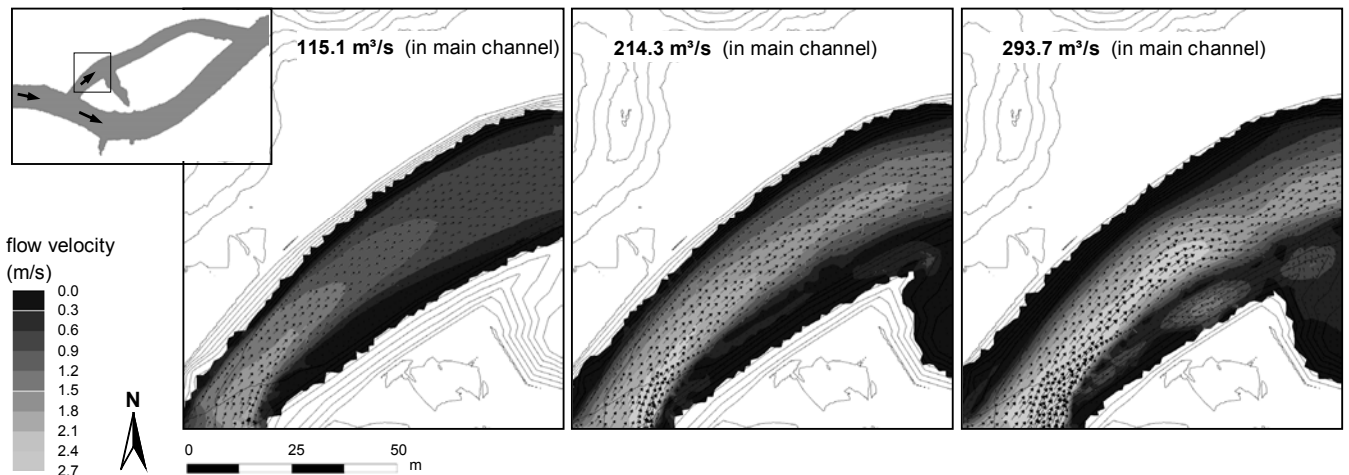 115.1 m³/s (in main channel)
214.3 m³/s (in main channel)
293.7 m³/s (in main channel)
flow velocity
(m/s)
0.0
0.3
0.6
0.9
1.2
1.5
1.8
2.1
2.4
2.7
N
0 25 50
m